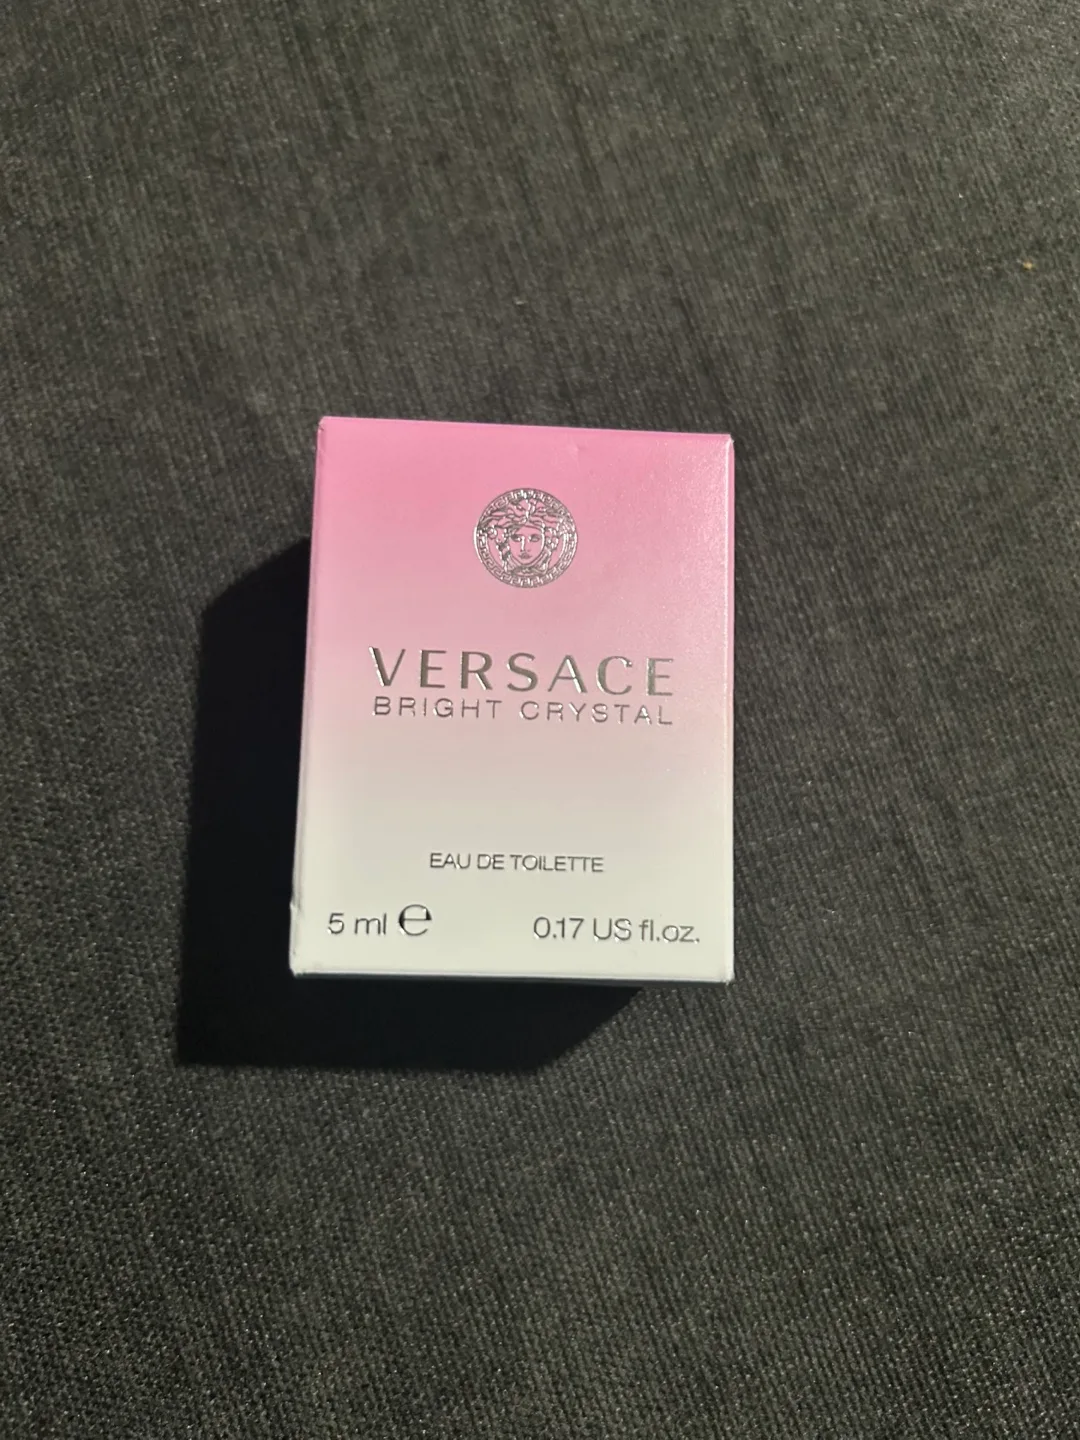 VERSACE
BRIGHT CRYSTAL
EAU DE TOILETTE
5 ml ℮ 0.17 US fl.oz.